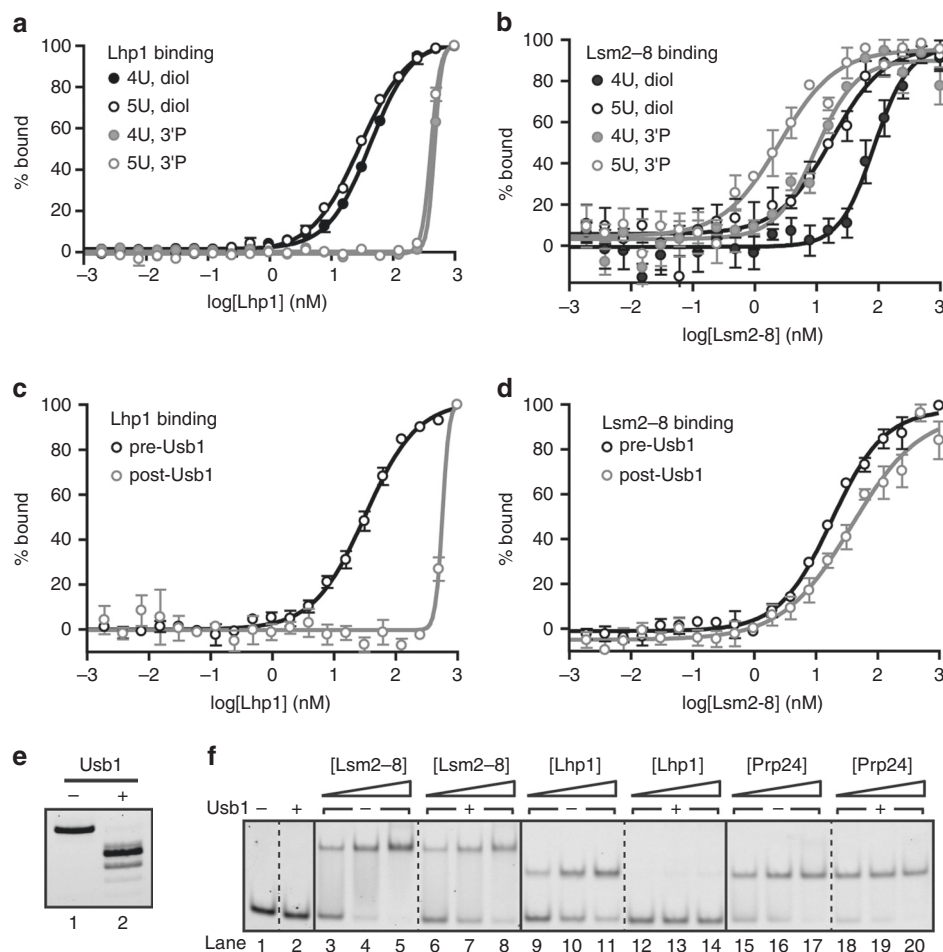 a
Lhp1 binding
4U, diol
5U, diol
4U, 3'P
5U, 3'P
% bound
100
80
60
40
20
0
−3 −2 −1 0 1 2 3
log[Lhp1] (nM)
b
Lsm2–8 binding
4U, diol
5U, diol
4U, 3'P
5U, 3'P
% bound
100
80
60
40
20
0
−3 −2 −1 0 1 2 3
log[Lsm2-8] (nM)
c
Lhp1 binding
pre-Usb1
post-Usb1
% bound
100
80
60
40
20
0
−3 −2 −1 0 1 2 3
log[Lhp1] (nM)
d
Lsm2–8 binding
pre-Usb1
post-Usb1
% bound
100
80
60
40
20
0
−3 −2 −1 0 1 2 3
log[Lsm2-8] (nM)
e
Usb1
− +
1 2
f
[Lsm2–8] [Lsm2–8] [Lhp1] [Lhp1] [Prp24] [Prp24]
Usb1 − + − + − + − +
Lane 1 2 3 4 5 6 7 8 9 10 11 12 13 14 15 16 17 18 19 20